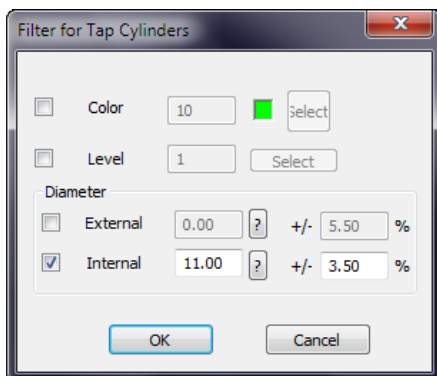 Filter for Tap Cylinders
Color 10 Select
Level 1 Select
Diameter
External 0.00 ? +/- 5.50 %
Internal 11.00 ? +/- 3.50 %
OK Cancel